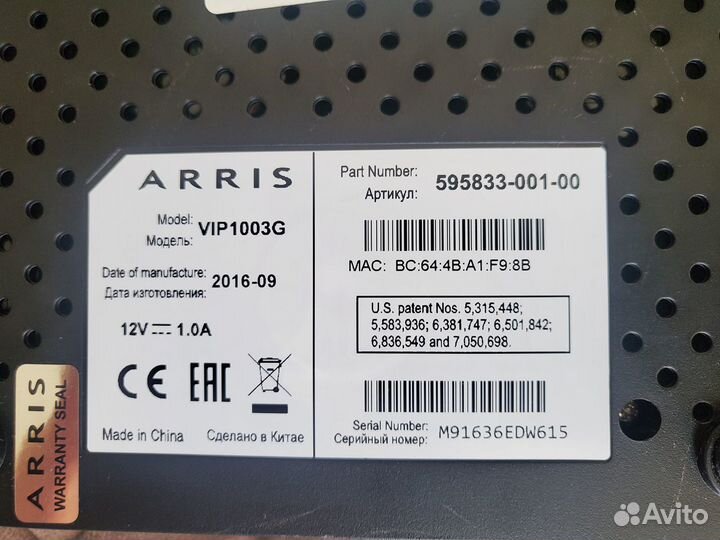 ARRIS
Model: VIP1003G
Модель:
Date of manufacture: 2016-09
Дата изготовления:
12V 1.0A
CE EAC
Made in China Сделано в Китае
Part Number: 595833-001-00
Артикул:
MAC: BC:64:4B:A1:F9:8B
U.S. patent Nos. 5,315,448;
5,583,936; 6,381,747; 6,501,842;
6,836,549 and 7,050,698.
Serial Number: M91636EDW615
Серийный номер:
ARRIS
WARRANTY SEAL
Avito